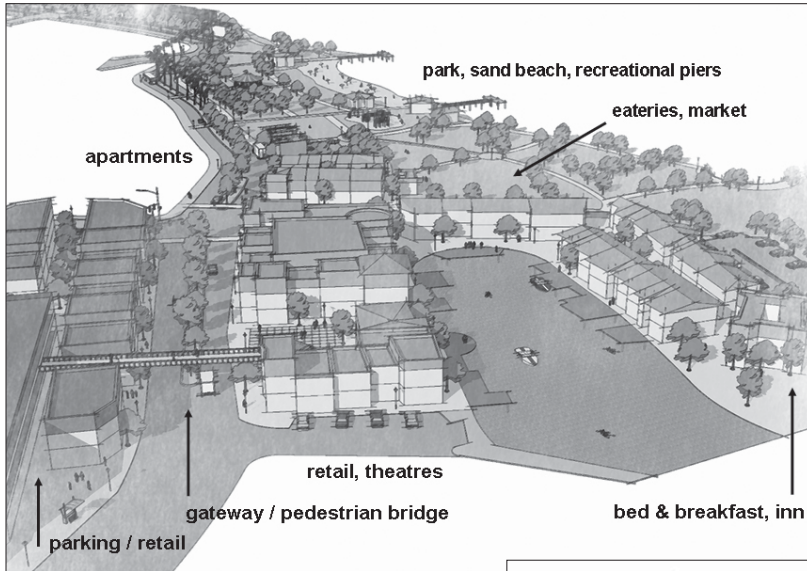 park, sand beach, recreational piers
eateries, market
apartments
retail, theatres
gateway / pedestrian bridge
bed & breakfast, inn
parking / retail